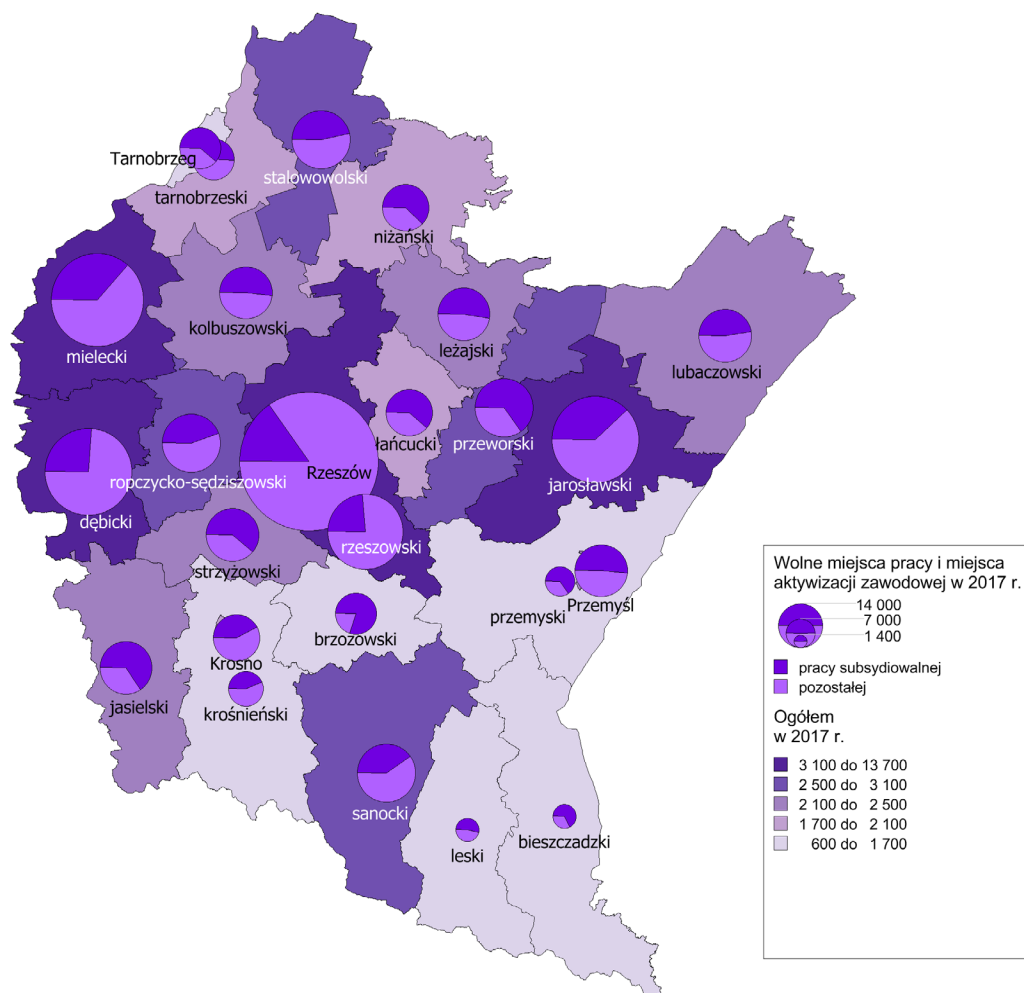 Tarnobrzeg
tarnobrzeski
stalowowolski
niżański
mielecki
kolbuszowski
leżajski
lubaczowski
łańcucki
przeworski
jarosławski
Rzeszów
ropczycko-sędziszowski
dębicki
rzeszowski
strzyżowski
przemyski
Przemyśl
brzozowski
Krosno
jasielski
krośnieński
sanocki
leski
bieszczadzki
Wolne miejsca pracy i miejsca
aktywizacji zawodowej w 2017 r.
14 000
7 000
1 400
pracy subsydiowalnej
pozostałej
Ogółem
w 2017 r.
3 100 do 13 700
2 500 do 3 100
2 100 do 2 500
1 700 do 2 100
600 do 1 700